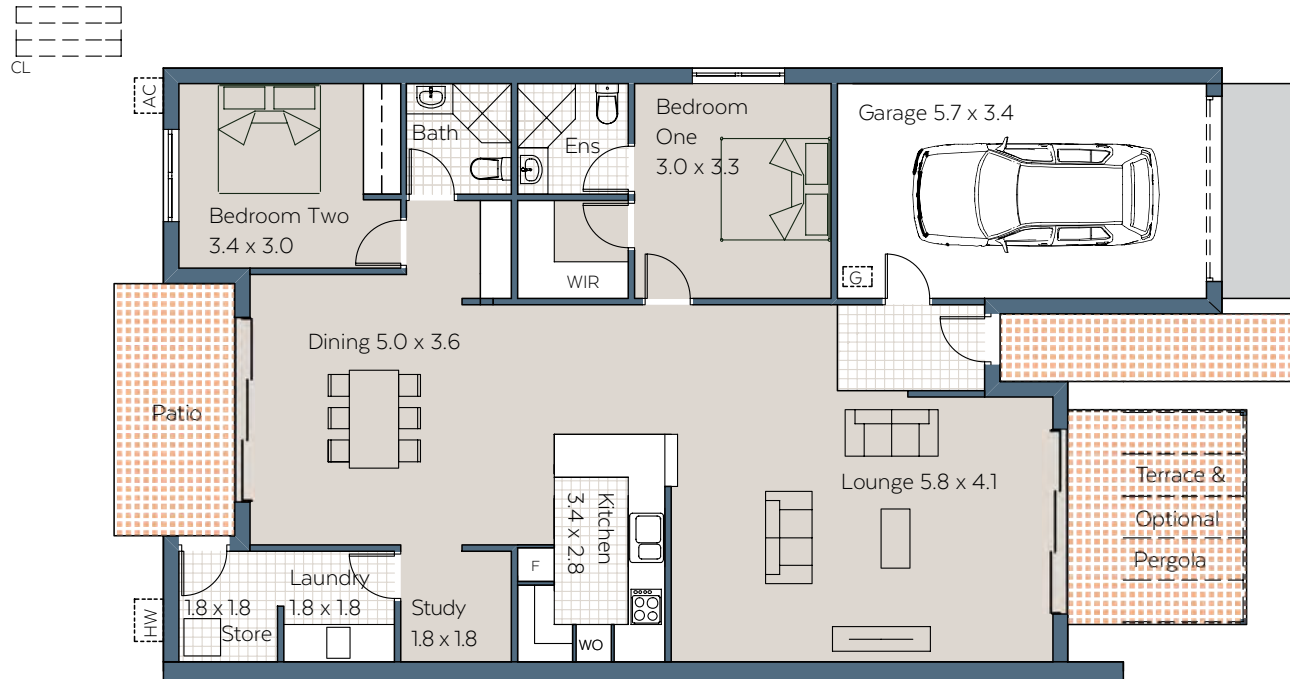 CL
AC
Bath
Ens
Bedroom
One
3.0 x 3.3
Garage 5.7 x 3.4
Bedroom Two
3.4 x 3.0
WIR
G
Dining 5.0 x 3.6
Patio
Lounge 5.8 x 4.1
Terrace &
Optional
Pergola
Kitchen
3.4 x 2.8
F
WO
Laundry
1.8 x 1.8
1.8 x 1.8
Store
Study
1.8 x 1.8
HW